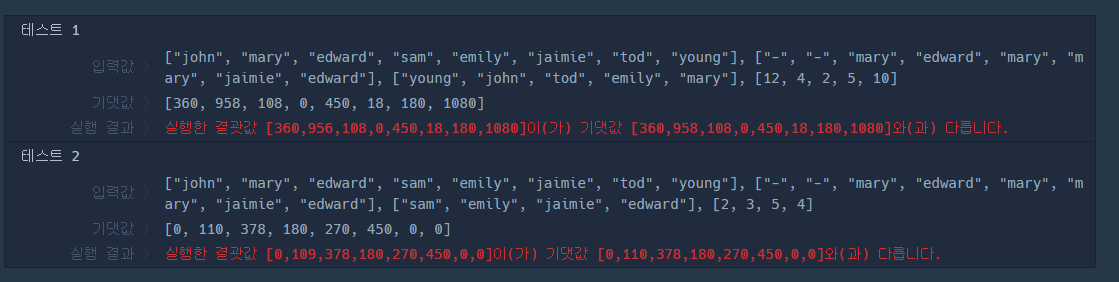 테스트 1
입력값 〉 ["john", "mary", "edward", "sam", "emily", "jaimie", "tod", "young"], ["-", "-", "mary", "edward", "mary", "m
ary", "jaimie", "edward"], ["young", "john", "tod", "emily", "mary"], [12, 4, 2, 5, 10]
기댓값 〉 [360, 958, 108, 0, 450, 18, 180, 1080]
실행 결과 〉 실행한 결괏값 [360,956,108,0,450,18,180,1080]이(가) 기댓값 [360,958,108,0,450,18,180,1080]와(과) 다릅니다.
테스트 2
입력값 〉 ["john", "mary", "edward", "sam", "emily", "jaimie", "tod", "young"], ["-", "-", "mary", "edward", "mary", "m
ary", "jaimie", "edward"], ["sam", "emily", "jaimie", "edward"], [2, 3, 5, 4]
기댓값 〉 [0, 110, 378, 180, 270, 450, 0, 0]
실행 결과 〉 실행한 결괏값 [0,109,378,180,270,450,0,0]이(가) 기댓값 [0,110,378,180,270,450,0,0]와(과) 다릅니다.